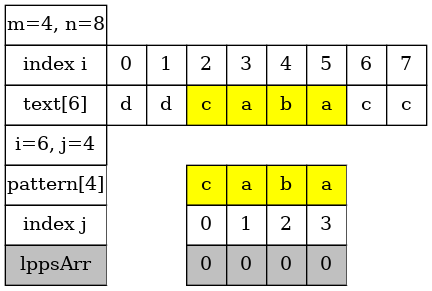 m=4, n=8
index i 0 1 2 3 4 5 6 7
text[6] d d c a b a c c
i=6, j=4
pattern[4] c a b a
index j 0 1 2 3
lppsArr 0 0 0 0